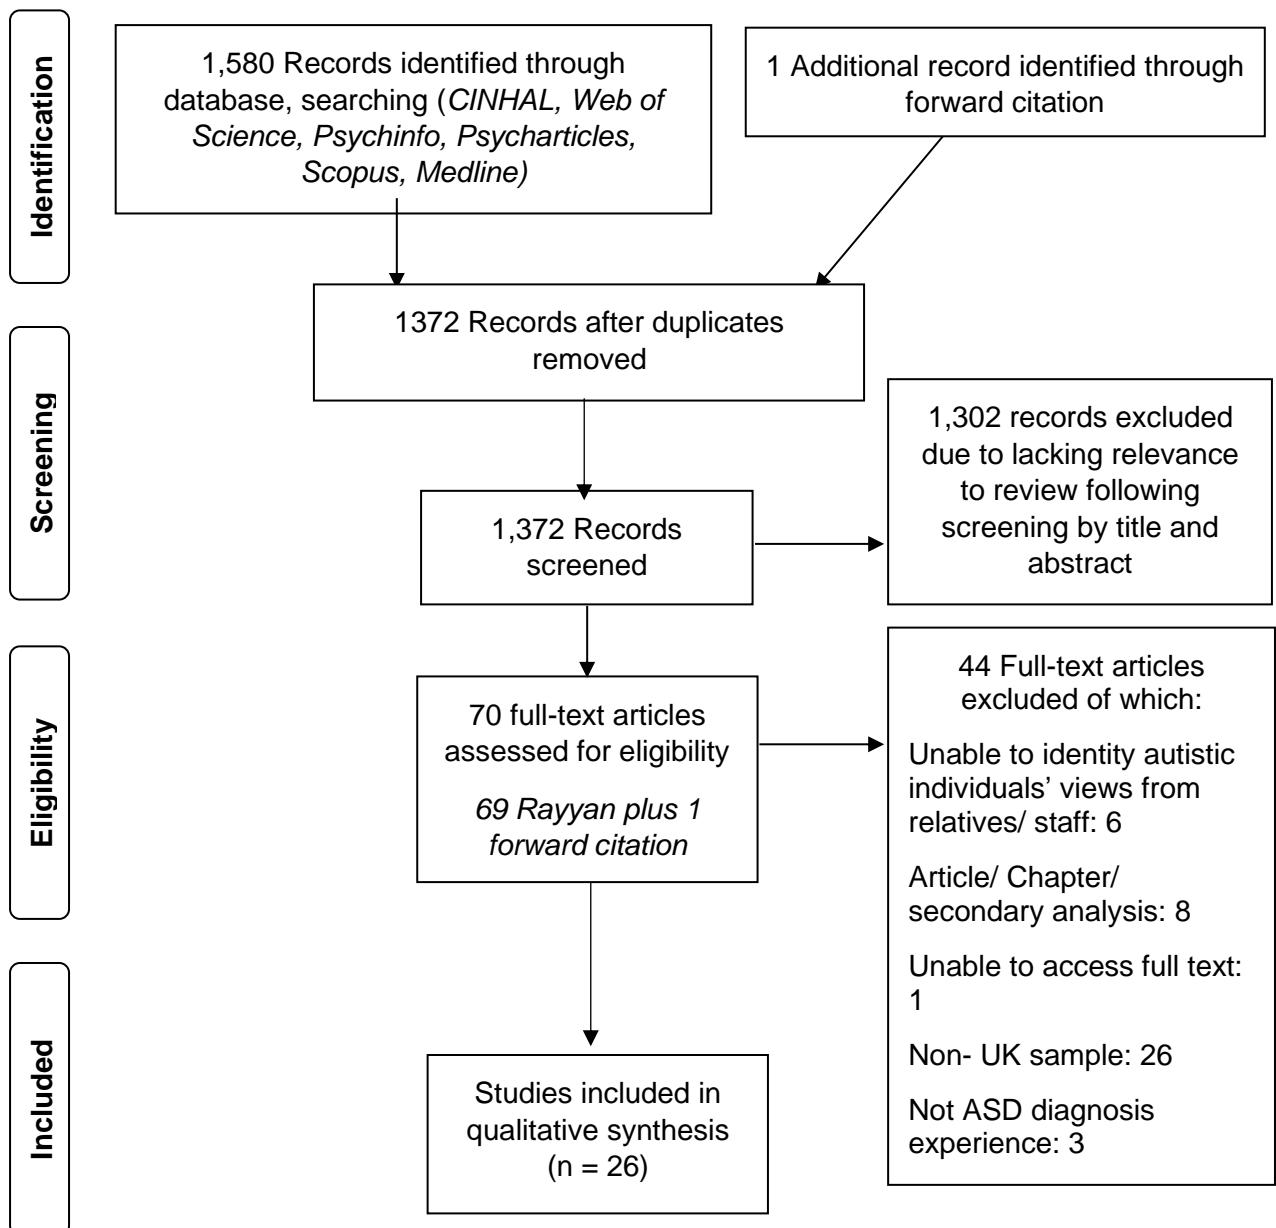 Identification
1,580 Records identified through
database, searching (CINHAL, Web of
Science, Psychinfo, Psycharticles,
Scopus, Medline)
1 Additional record identified through
forward citation
1372 Records after duplicates
removed
Screening
1,372 Records
screened
1,302 records excluded
due to lacking relevance
to review following
screening by title and
abstract
Eligibility
70 full-text articles
assessed for eligibility
69 Rayyan plus 1
forward citation
44 Full-text articles
excluded of which:
Unable to identity autistic
individuals’ views from
relatives/ staff: 6
Article/ Chapter/
secondary analysis: 8
Unable to access full text:
1
Non- UK sample: 26
Not ASD diagnosis
experience: 3
Included
Studies included in
qualitative synthesis
(n = 26)